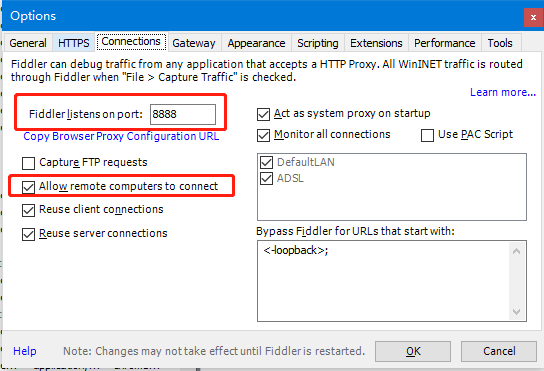 Options
General HTTPS Connections Gateway Appearance Scripting Extensions Performance Tools
Fiddler can debug traffic from any application that accepts a HTTP Proxy. All WinINET traffic is routed
through Fiddler when "File > Capture Traffic" is checked.
Learn more...
Fiddler listens on port: 8888
Copy Browser Proxy Configuration URL
Capture FTP requests
Allow remote computers to connect
Reuse client connections
Reuse server connections
Act as system proxy on startup
Monitor all connections Use PAC Script
DefaultLAN
ADSL
Bypass Fiddler for URLs that start with:
<-loopback>;
Help Note: Changes may not take effect until Fiddler is restarted. OK Cancel